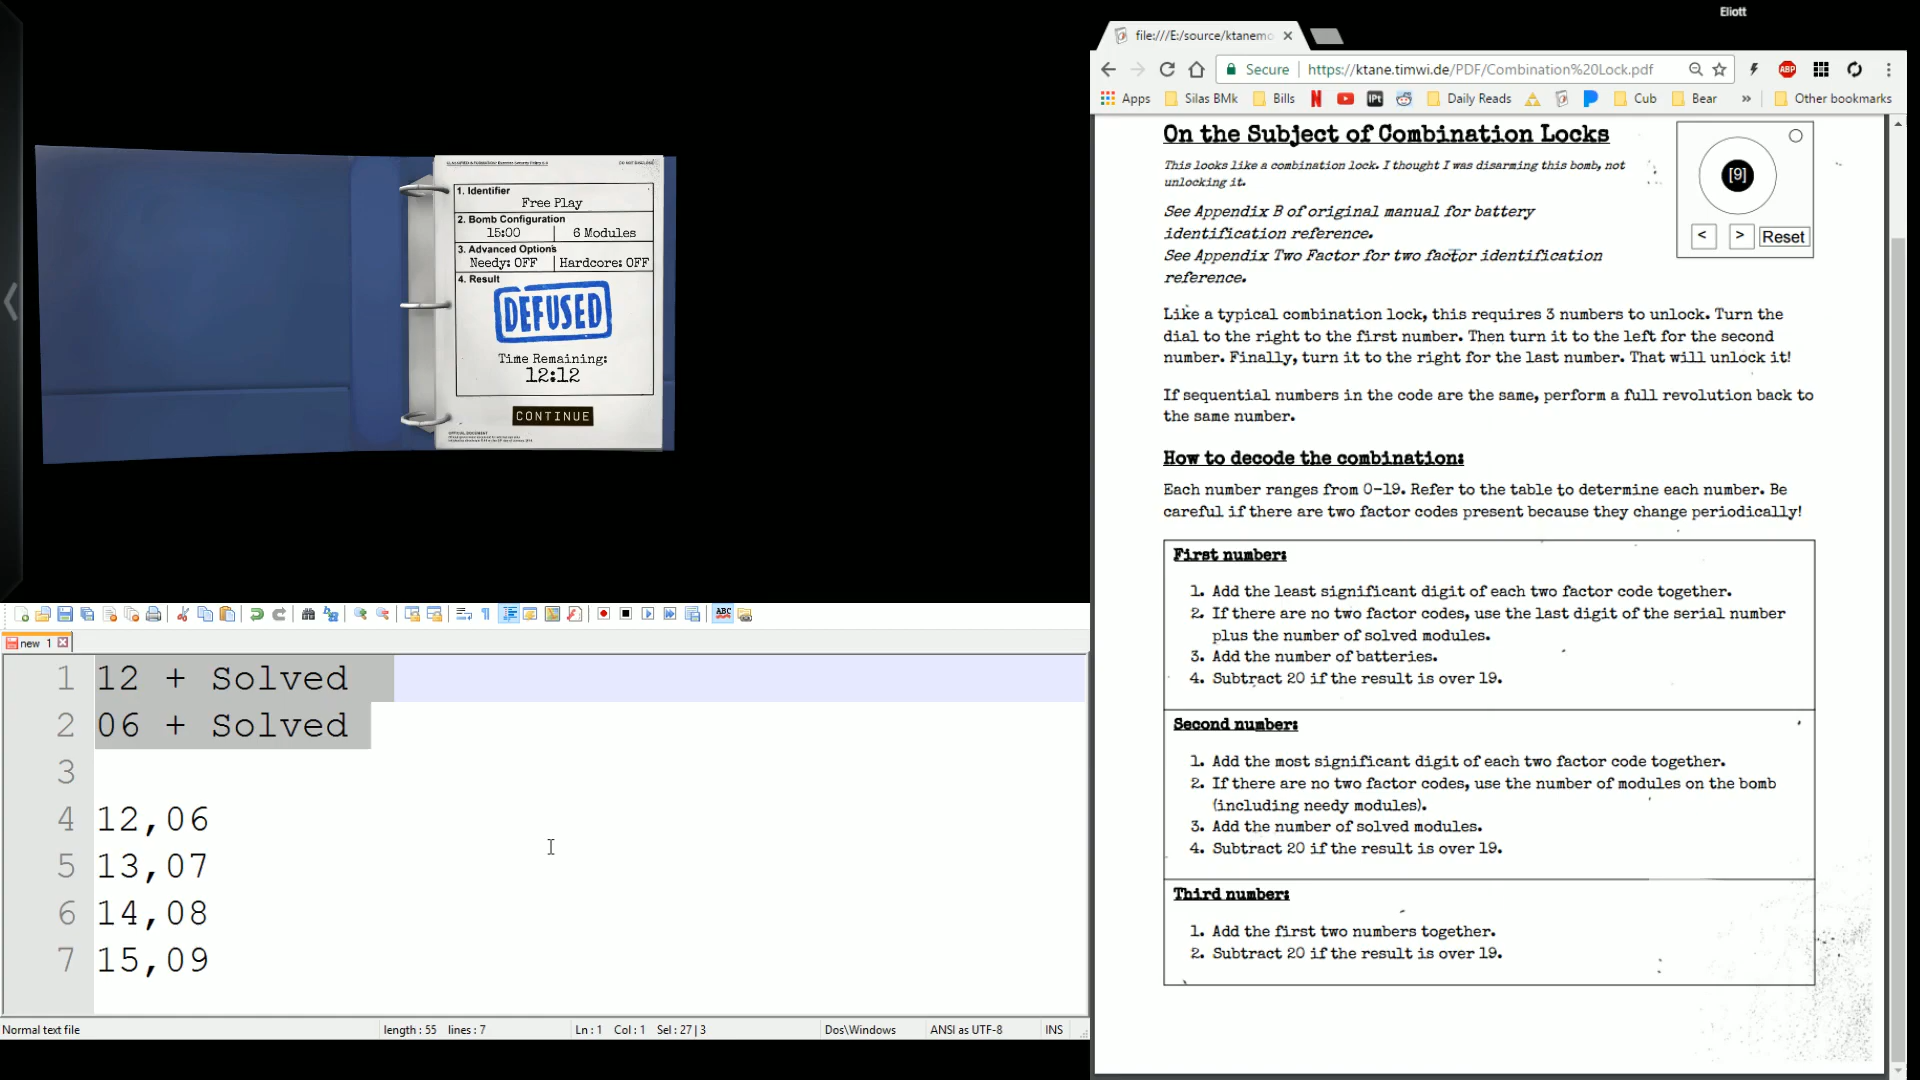 Eliott
file:///E:/source/ktanemo
Secure https://ktane.timwi.de/PDF/Combination%20Lock.pdf
ABP
Apps Silas BMk Bills Daily Reads Cub Bear » Other bookmarks
On the Subject of Combination Locks
This looks like a combination lock. I thought I was disarming this bomb, not
unlocking it.
See Appendix B of original manual for battery
identification reference.
See Appendix Two Factor for two factor identification
reference.
[9]
< > Reset
Like a typical combination lock, this requires 3 numbers to unlock. Turn the
dial to the right to the first number. Then turn it to the left for the second
number. Finally, turn it to the right for the last number. That will unlock it!
If sequential numbers in the code are the same, perform a full revolution back to
the same number.
How to decode the combination:
Each number ranges from 0-19. Refer to the table to determine each number. Be
careful if there are two factor codes present because they change periodically!
First number:
1. Add the least significant digit of each two factor code together.
2. If there are no two factor codes, use the last digit of the serial number
plus the number of solved modules.
3. Add the number of batteries.
4. Subtract 20 if the result is over 19.
Second number:
1. Add the most significant digit of each two factor code together.
2. If there are no two factor codes, use the number of modules on the bomb
(including needy modules).
3. Add the number of solved modules.
4. Subtract 20 if the result is over 19.
Third number:
1. Add the first two numbers together.
2. Subtract 20 if the result is over 19.
1. Identifier
Free Play
2. Bomb Configuration
15:00 6 Modules
3. Advanced Options
Needy: OFF Hardcore: OFF
4. Result
DEFUSED
Time Remaining:
12:12
CONTINUE
new 1
1 12 + Solved
2 06 + Solved
3
4 12,06
5 13,07
6 14,08
7 15,09
Normal text file length : 55 lines : 7 Ln : 1 Col : 1 Sel : 27 | 3 Dos\Windows ANSI as UTF-8 INS